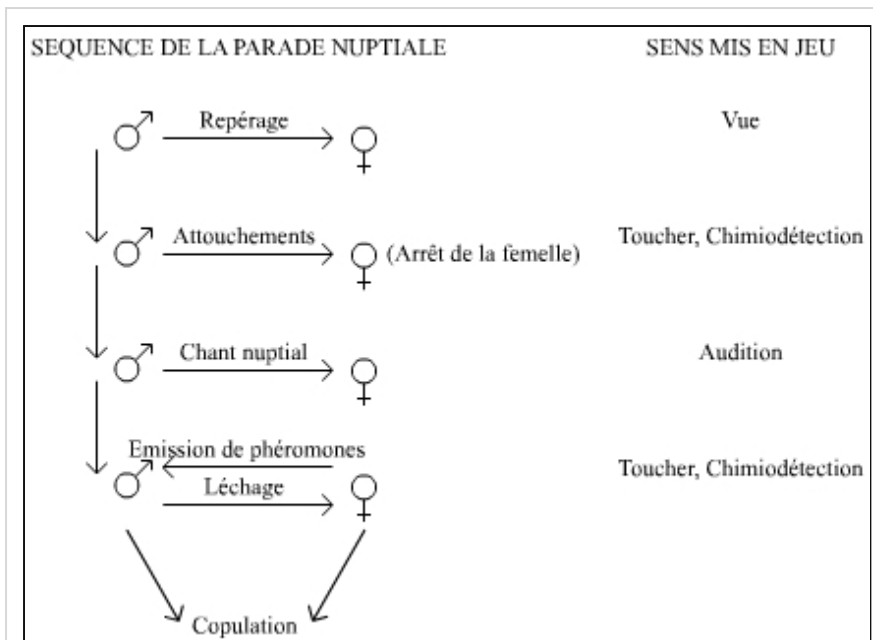 SEQUENCE DE LA PARADE NUPTIALE
SENS MIS EN JEU
Repérage
Vue
Attouchements
(Arrêt de la femelle)
Toucher, Chimiodétection
Chant nuptial
Audition
Emission de phéromones
Léchage
Toucher, Chimiodétection
Copulation